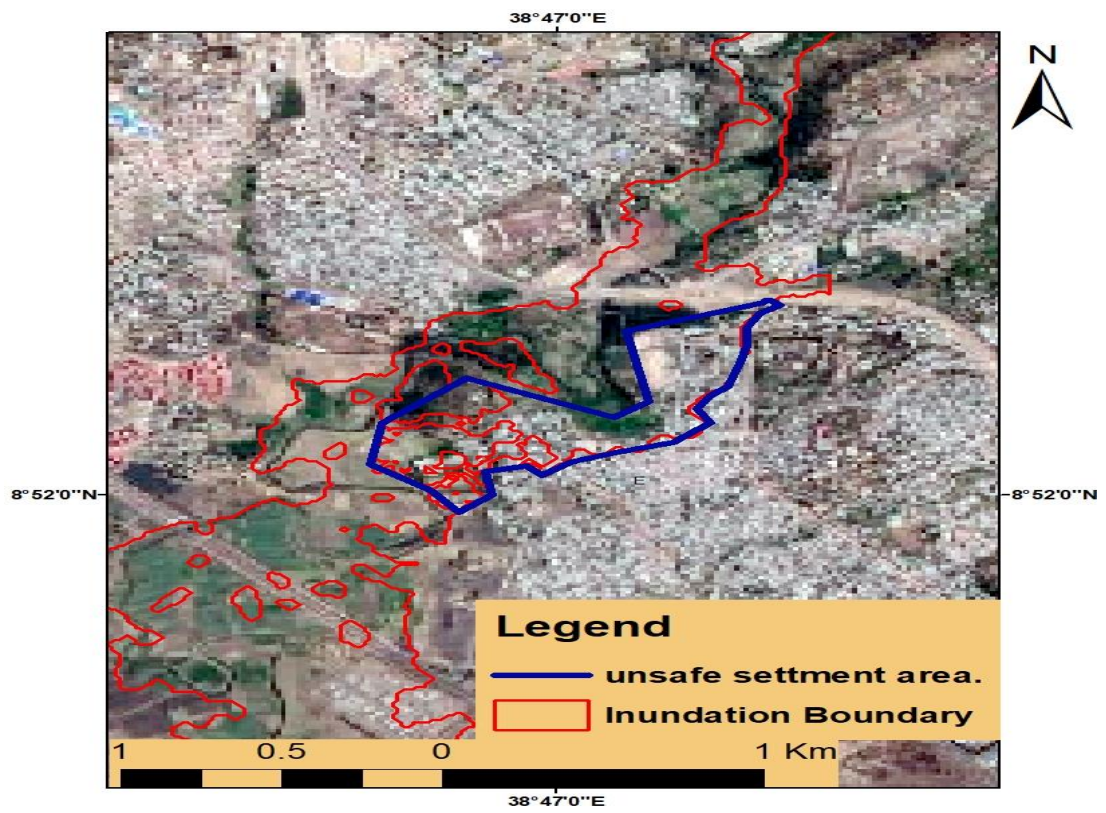 38°47'0"E
N
8°52'0"N
8°52'0"N
E
Legend
unsafe settment area.
Inundation Boundary
1 0.5 0 1 Km
38°47'0"E